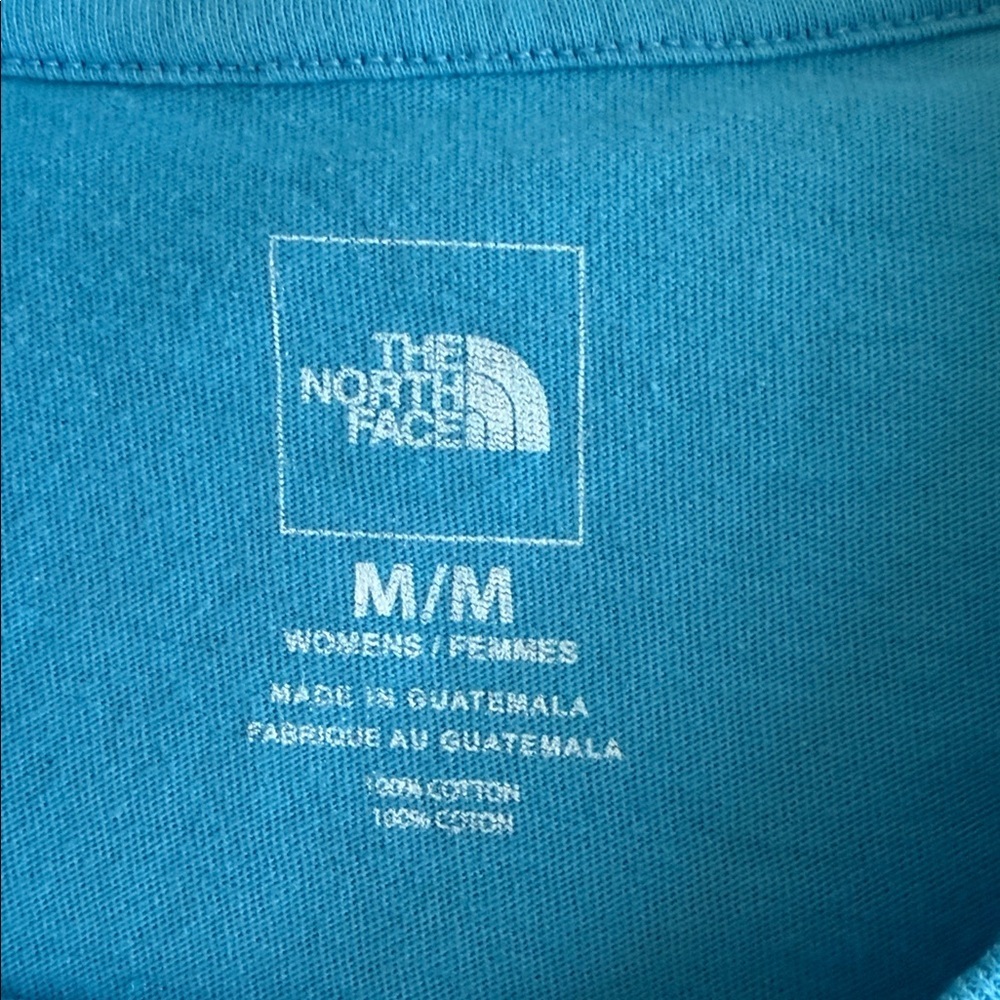 THE
NORTH
FACE
M/M
WOMENS / FEMMES
MADE IN GUATEMALA
FABRIQUE AU GUATEMALA
100% COTTON
100% COTON